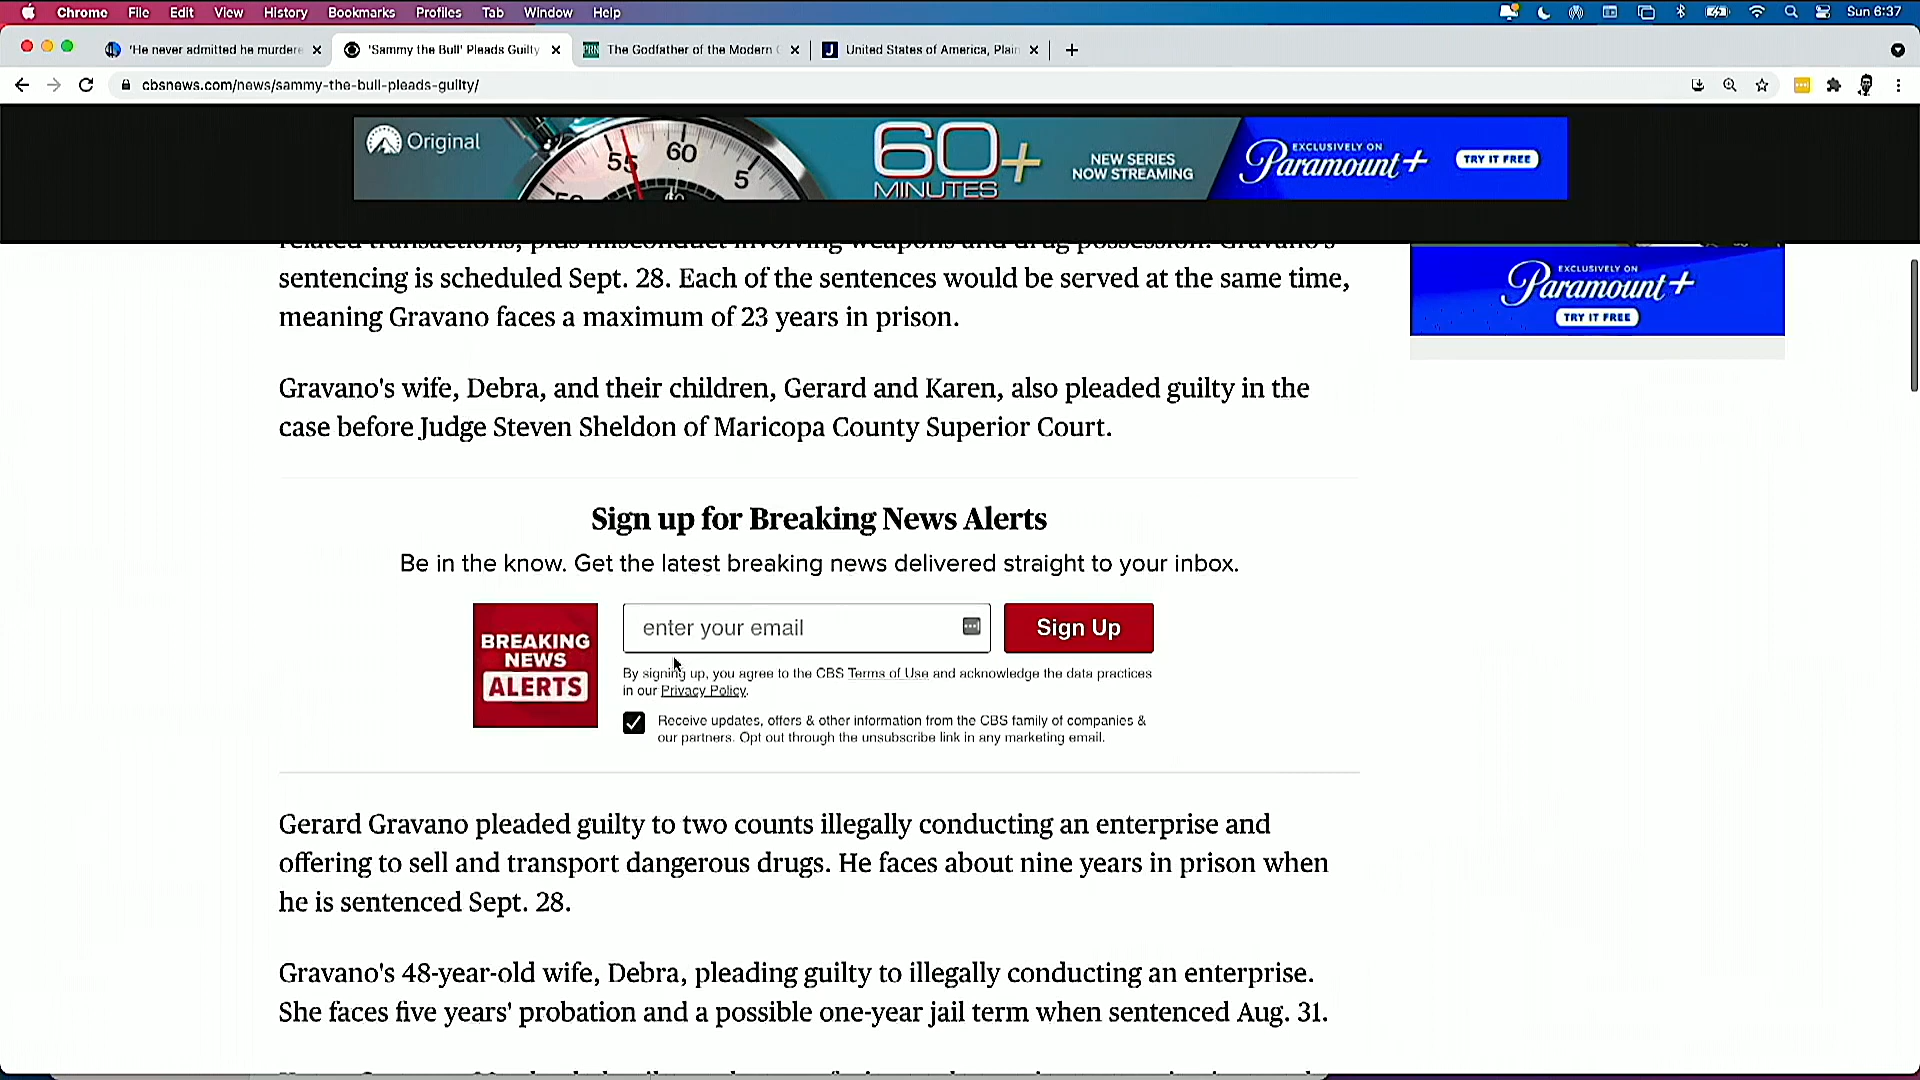 Chrome File Edit View History Bookmarks Profiles Tab Window Help Sun 6:37
'He never admitted he murdere 'Sammy the Bull' Pleads Guilty The Godfather of the Modern United States of America, Plain
cbsnews.com/news/sammy-the-bull-pleads-guilty/
Original
55 60 5
60 MINUTES+
NEW SERIES
NOW STREAMING
EXCLUSIVELY ON
Paramount+
TRY IT FREE
related transactions, plus misconduct involving weapons and drug possession. Gravano's
sentencing is scheduled Sept. 28. Each of the sentences would be served at the same time,
meaning Gravano faces a maximum of 23 years in prison.
EXCLUSIVELY ON
Paramount+
TRY IT FREE
Gravano's wife, Debra, and their children, Gerard and Karen, also pleaded guilty in the
case before Judge Steven Sheldon of Maricopa County Superior Court.
Sign up for Breaking News Alerts
Be in the know. Get the latest breaking news delivered straight to your inbox.
BREAKING
NEWS
ALERTS
enter your email
Sign Up
By signing up, you agree to the CBS Terms of Use and acknowledge the data practices
in our Privacy Policy.
Receive updates, offers & other information from the CBS family of companies &
our partners. Opt out through the unsubscribe link in any marketing email.
Gerard Gravano pleaded guilty to two counts illegally conducting an enterprise and
offering to sell and transport dangerous drugs. He faces about nine years in prison when
he is sentenced Sept. 28.
Gravano's 48-year-old wife, Debra, pleading guilty to illegally conducting an enterprise.
She faces five years' probation and a possible one-year jail term when sentenced Aug. 31.